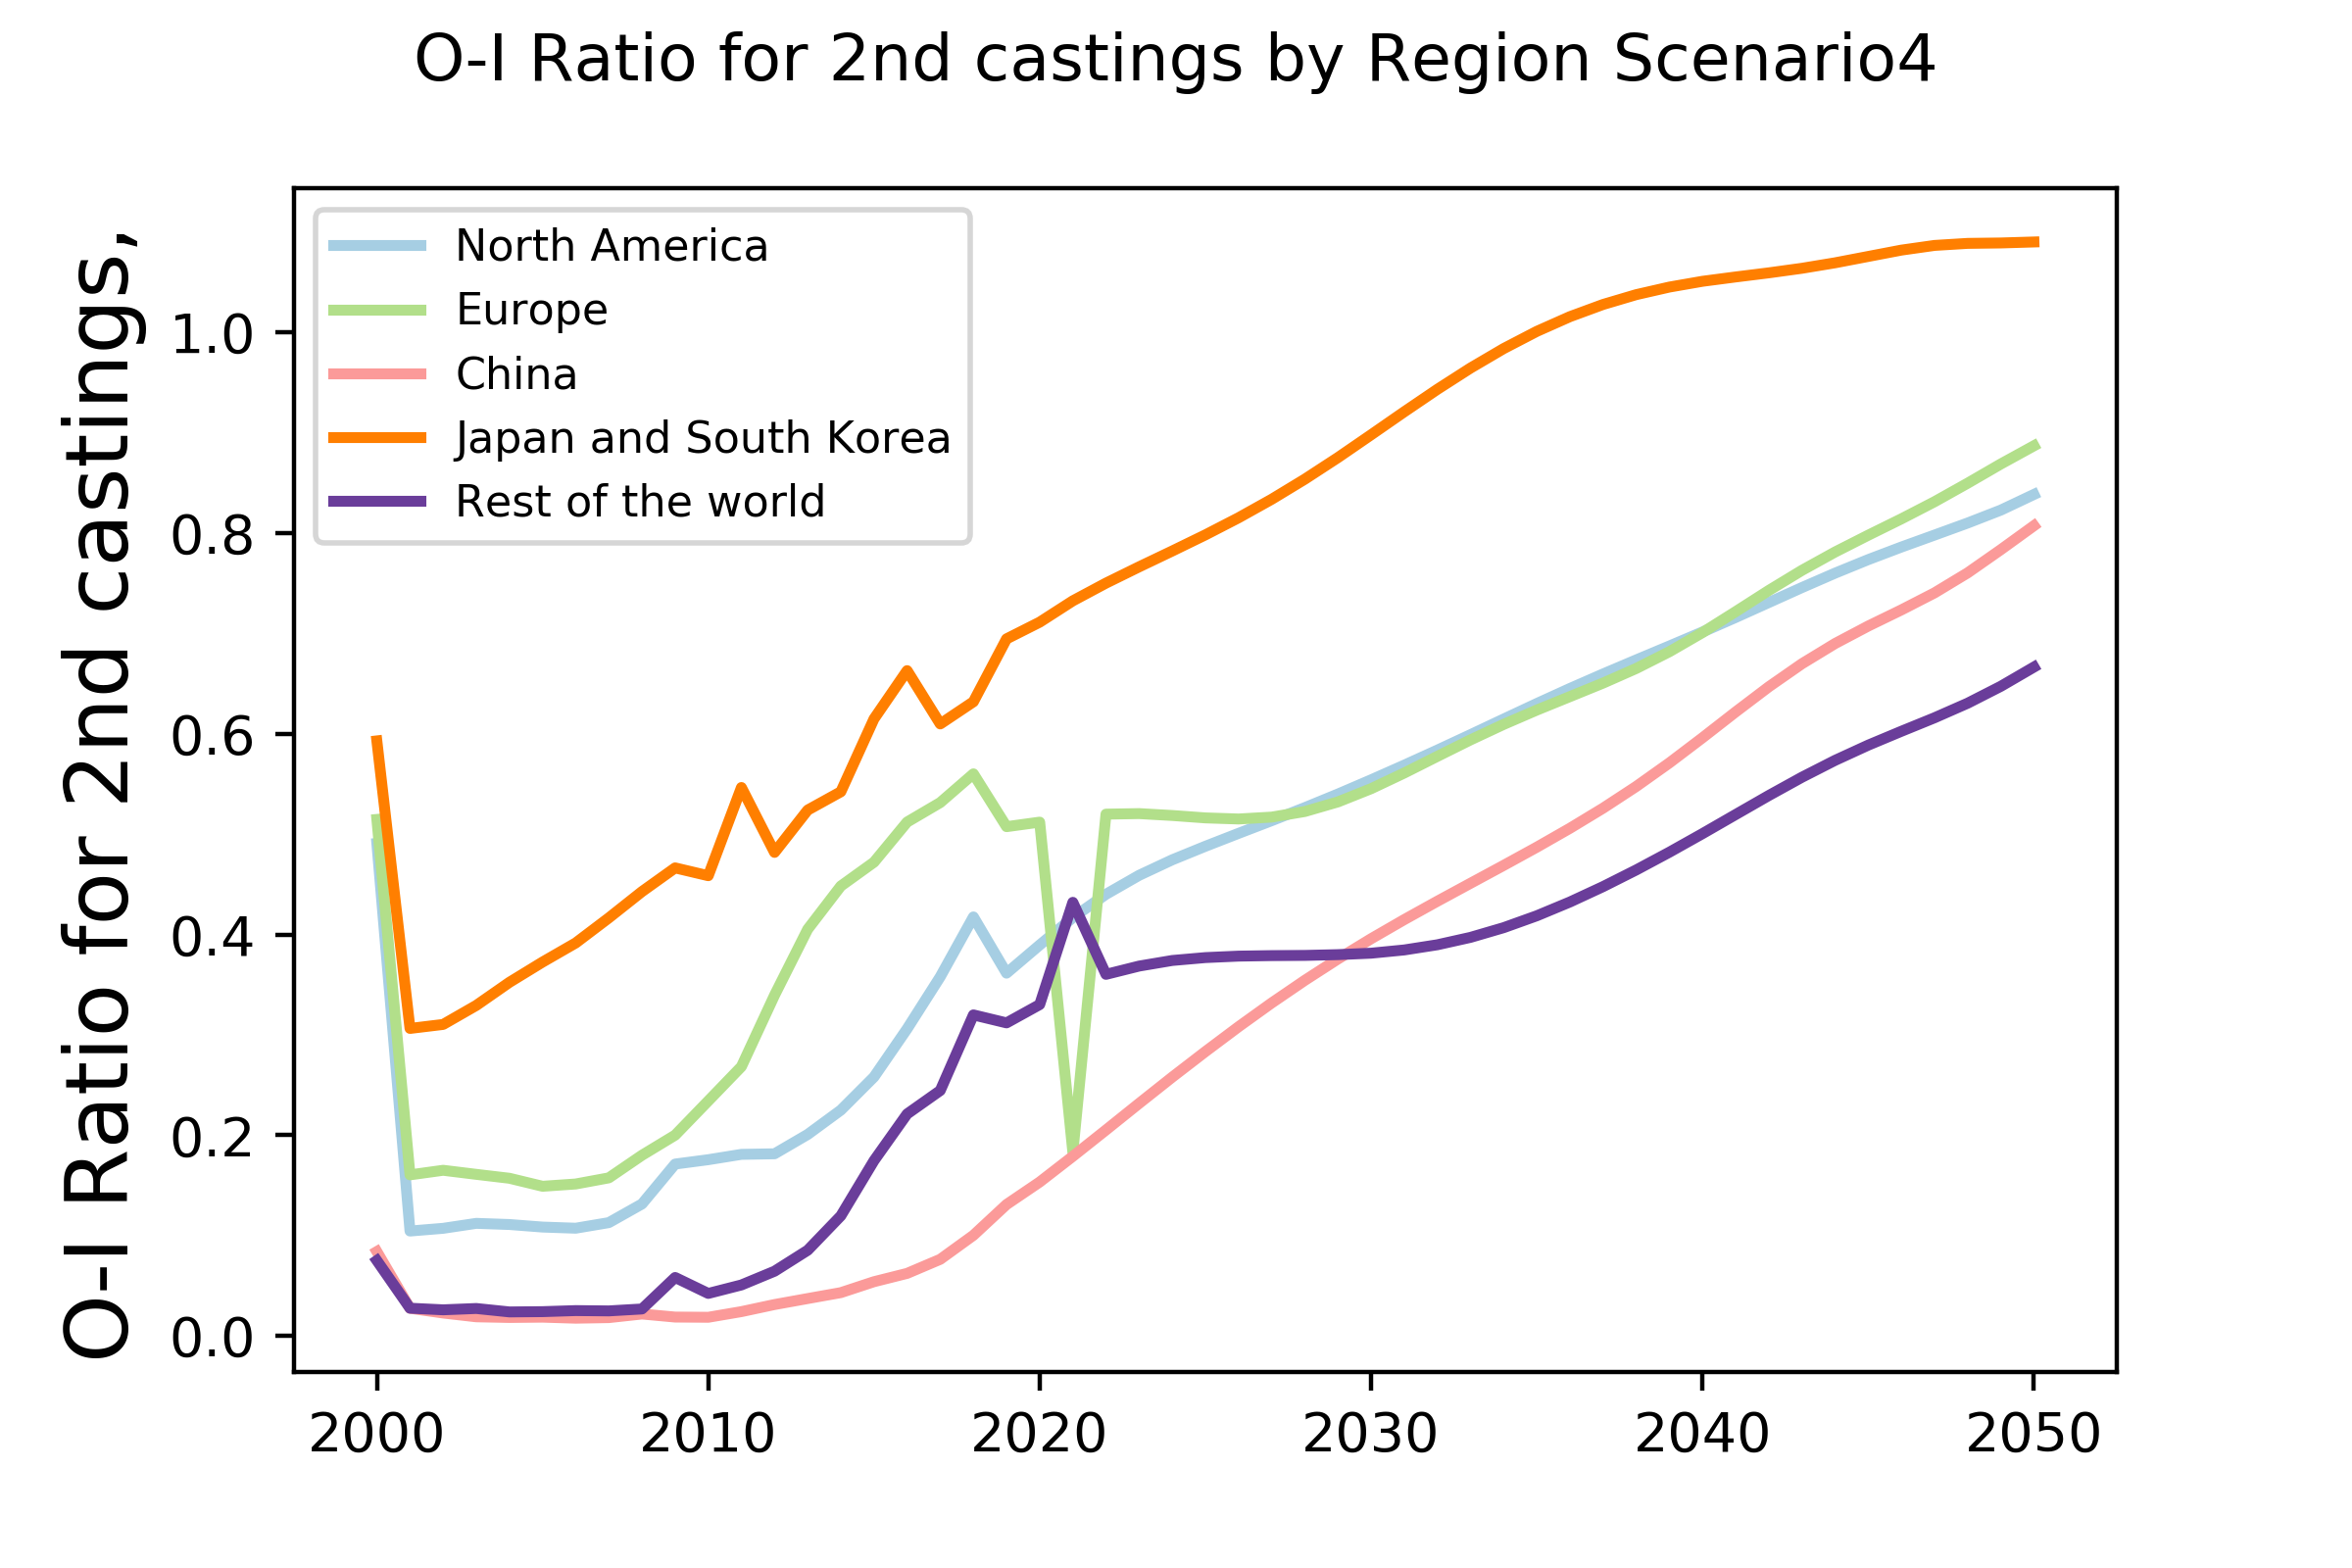 O-I Ratio for 2nd castings by Region Scenario4
O-I Ratio for 2nd castings,
North America
Europe
China
Japan and South Korea
Rest of the world
1.0
0.8
0.6
0.4
0.2
0.0
2000 2010 2020 2030 2040 2050